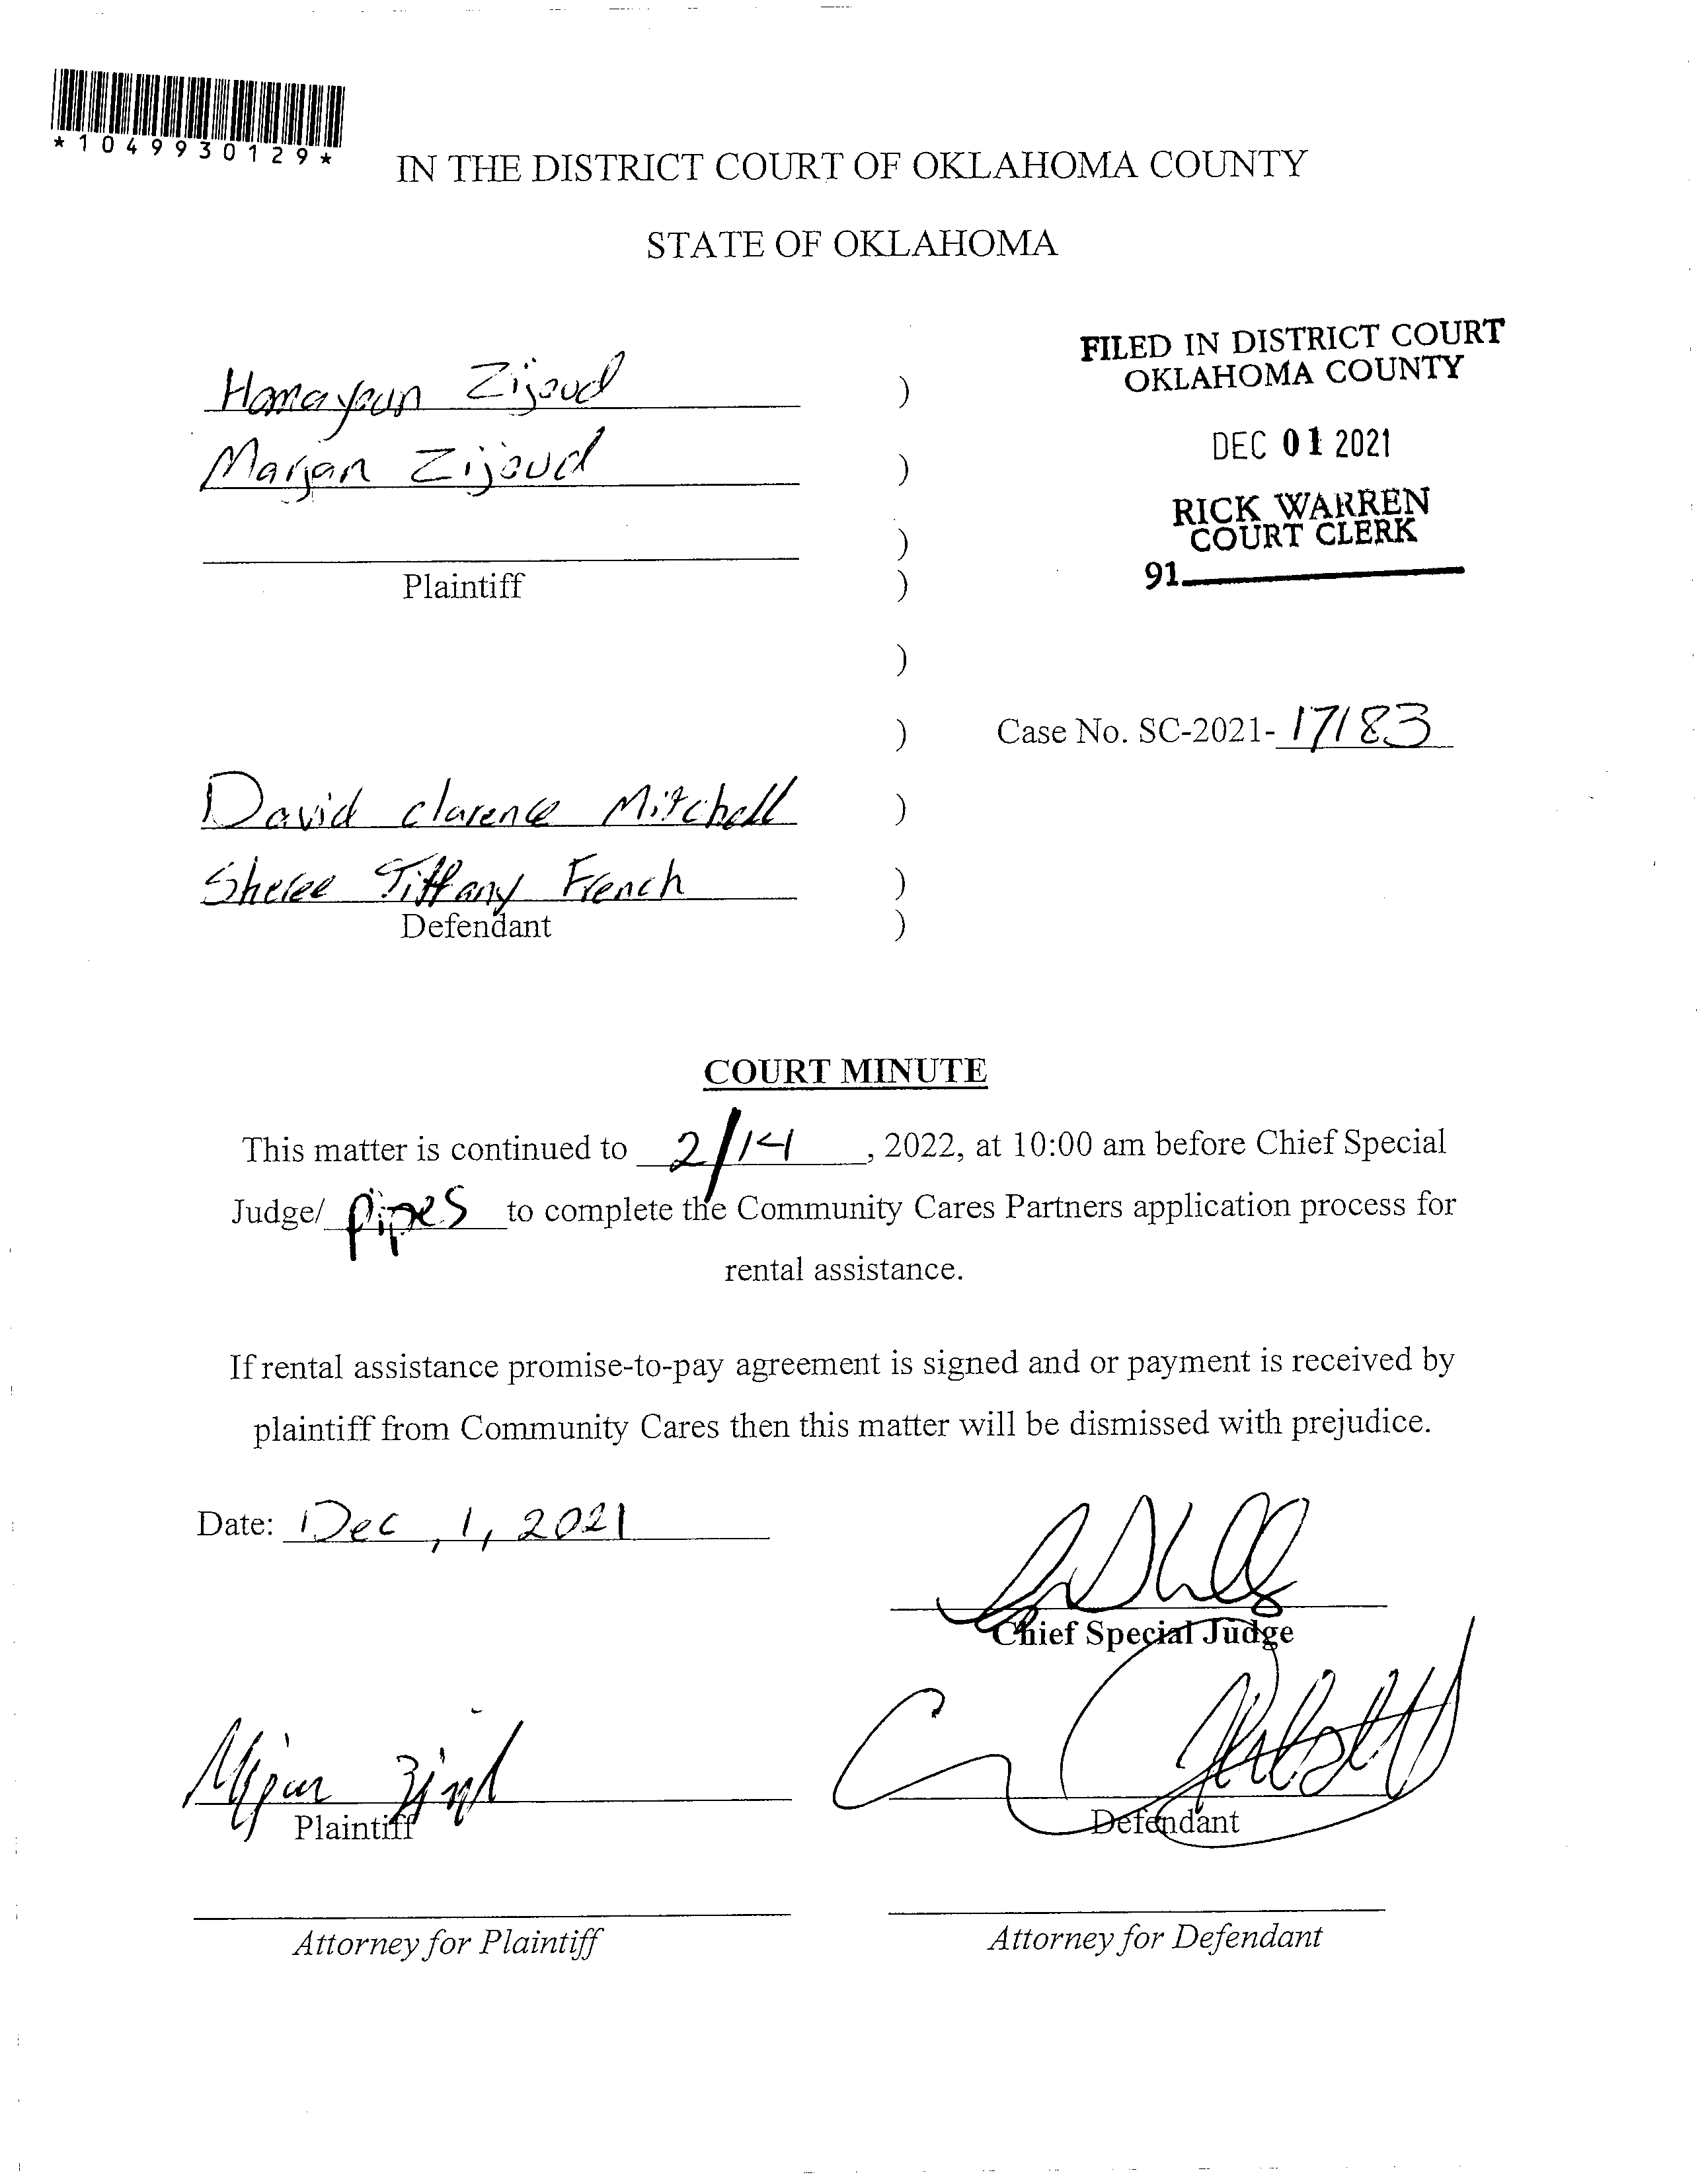 *1049930129*
IN THE DISTRICT COURT OF OKLAHOMA COUNTY
STATE OF OKLAHOMA
FILED IN DISTRICT COURT
OKLAHOMA COUNTY
DEC 01 2021
RICK WARREN
COURT CLERK
91
Homayoun Zijoud )
Marjan Zijoud )
)
Plaintiff )
)
) Case No. SC-2021- 17183
David clarence Mitchell )
Sheree Tiffany French )
Defendant )
COURT MINUTE
This matter is continued to 2/14, 2022, at 10:00 am before Chief Special
Judge/ Pipes to complete the Community Cares Partners application process for
rental assistance.
If rental assistance promise-to-pay agreement is signed and or payment is received by
plaintiff from Community Cares then this matter will be dismissed with prejudice.
Date: Dec, 1, 2021
Chief Special Judge
Plaintiff
Defendant
Attorney for Plaintiff
Attorney for Defendant